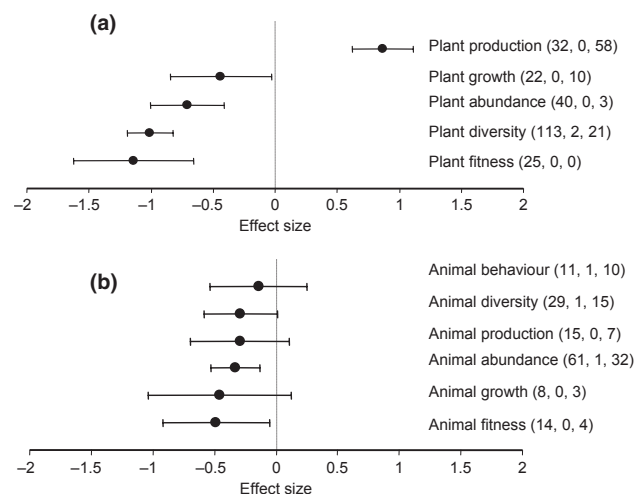 (a)
Plant production (32, 0, 58)
Plant growth (22, 0, 10)
Plant abundance (40, 0, 3)
Plant diversity (113, 2, 21)
Plant fitness (25, 0, 0)
–2 –1 –0.5 0 0.5 1 1.5 2
Effect size
(b)
Animal behaviour (11, 1, 10)
Animal diversity (29, 1, 15)
Animal production (15, 0, 7)
Animal abundance (61, 1, 32)
Animal growth (8, 0, 3)
Animal fitness (14, 0, 4)
–2 –1 –0.5 0 0.5 1 1.5 2
Effect size